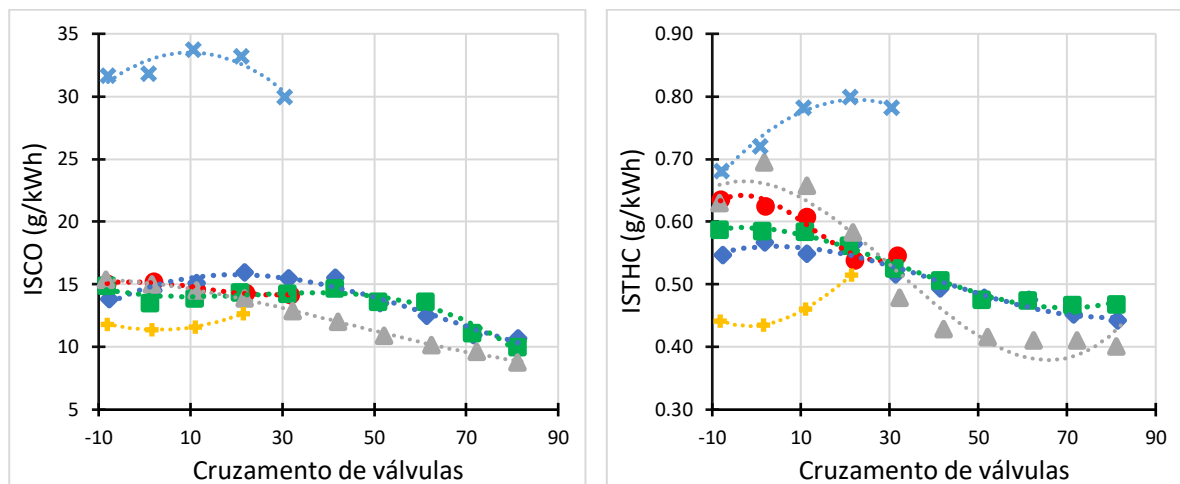 ISCO (g/kWh)
35
30
25
20
15
10
5
-10 10 30 50 70 90
Cruzamento de válvulas
ISTHC (g/kWh)
0.90
0.80
0.70
0.60
0.50
0.40
0.30
-10 10 30 50 70 90
Cruzamento de válvulas